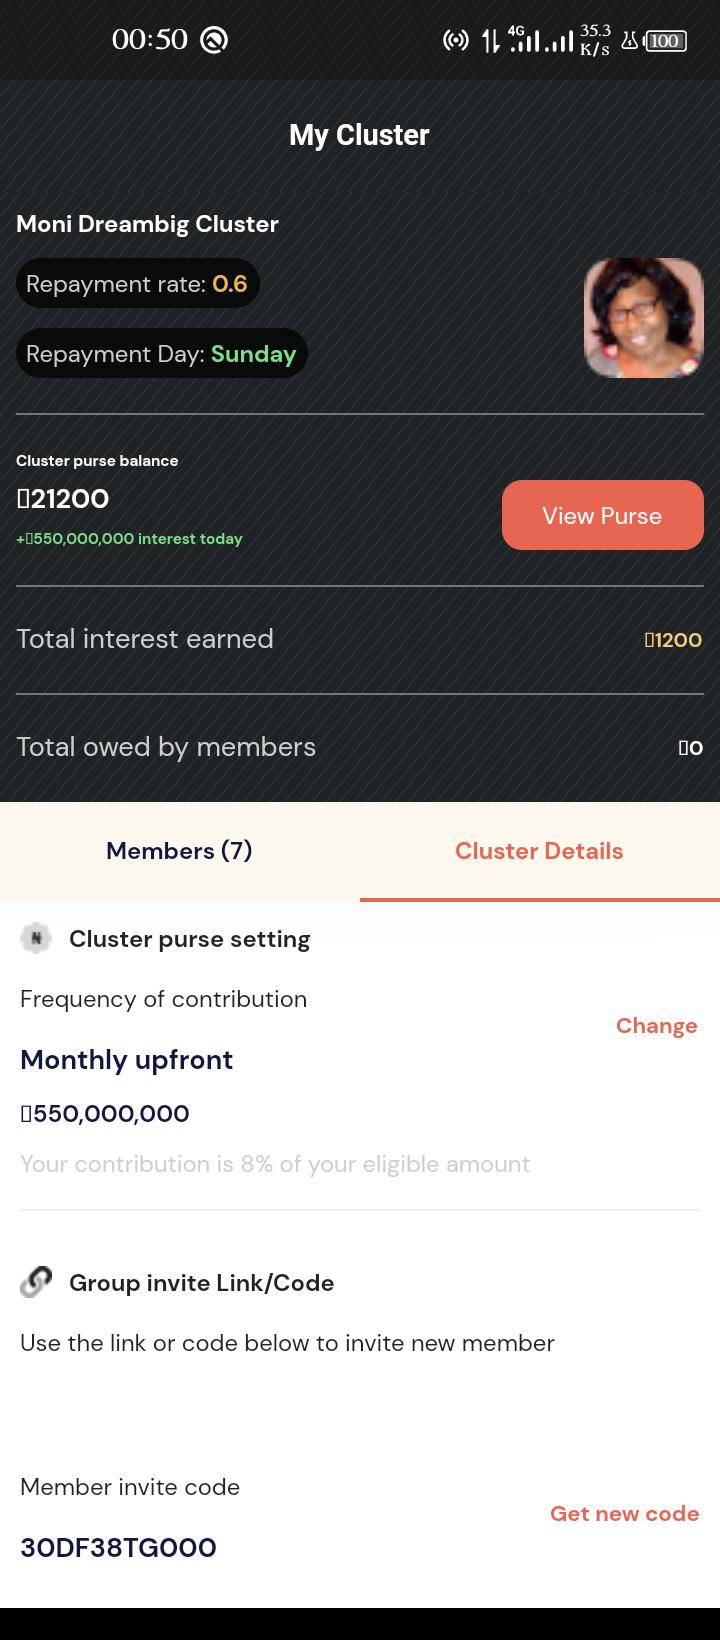 00:50
4G
35.3
K/s
100
My Cluster
Moni Dreambig Cluster
Repayment rate: 0.6
Repayment Day: Sunday
Cluster purse balance
▯21200
+▯550,000,000 interest today
View Purse
Total interest earned
▯1200
Total owed by members
▯0
Members (7)
Cluster Details
Cluster purse setting
Frequency of contribution
Change
Monthly upfront
▯550,000,000
Your contribution is 8% of your eligible amount
Group invite Link/Code
Use the link or code below to invite new member
Member invite code
Get new code
30DF38TG000